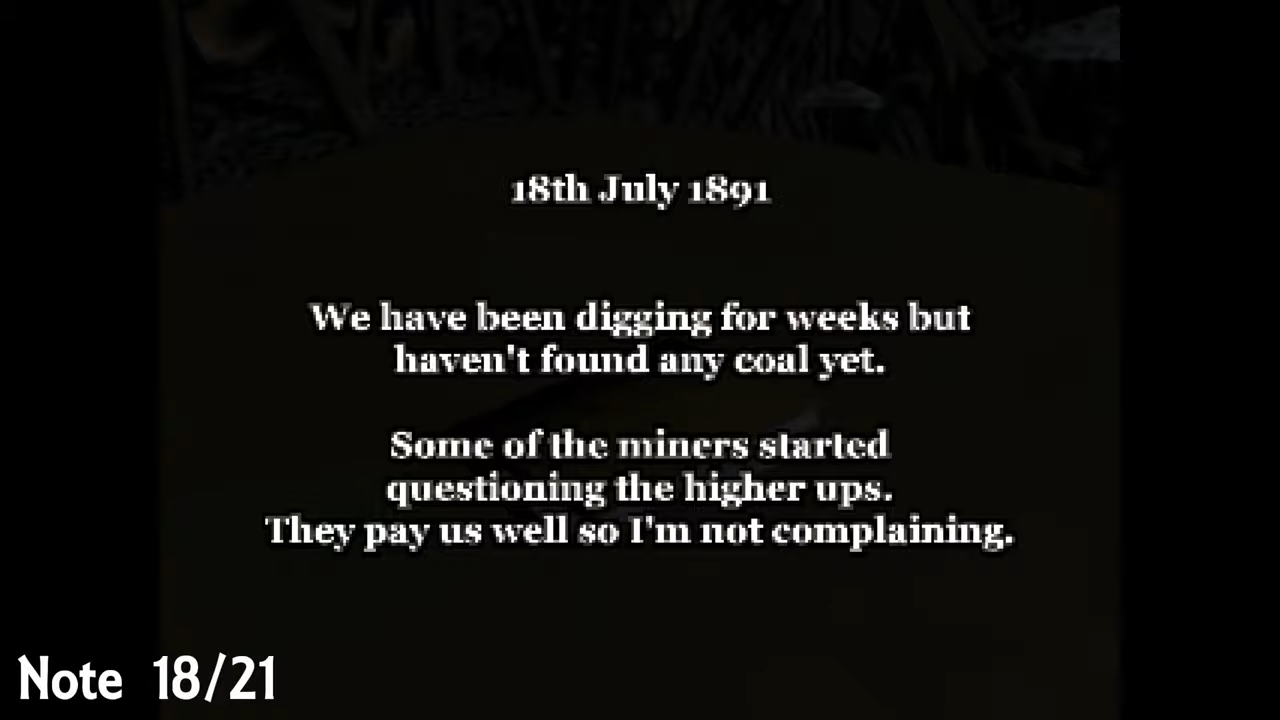 18th July 1891
We have been digging for weeks but
haven't found any coal yet.
Some of the miners started
questioning the higher ups.
They pay us well so I'm not complaining.
Note 18/21